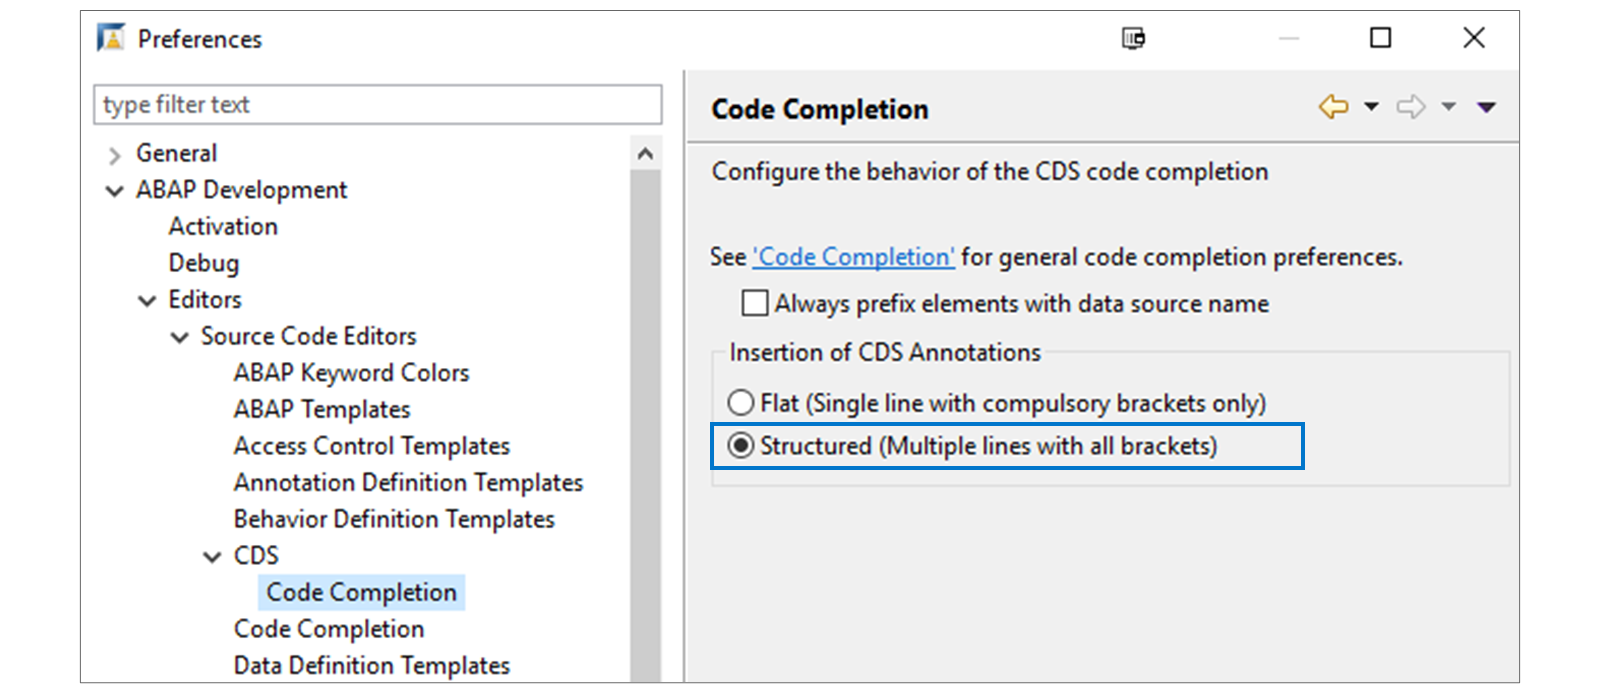 Preferences
type filter text
General
ABAP Development
Activation
Debug
Editors
Source Code Editors
ABAP Keyword Colors
ABAP Templates
Access Control Templates
Annotation Definition Templates
Behavior Definition Templates
CDS
Code Completion
Code Completion
Data Definition Templates
Code Completion
Configure the behavior of the CDS code completion
See 'Code Completion' for general code completion preferences.
Always prefix elements with data source name
Insertion of CDS Annotations
Flat (Single line with compulsory brackets only)
Structured (Multiple lines with all brackets)